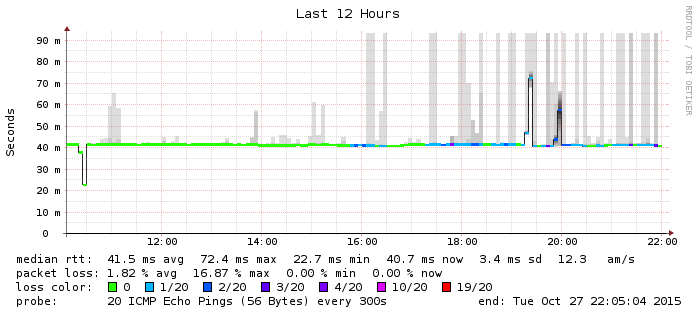 Last 12 Hours
RRDTOOL / TOBI OETIKER
Seconds
90 m
80 m
70 m
60 m
50 m
40 m
30 m
20 m
10 m
0
12:00 14:00 16:00 18:00 20:00 22:00
median rtt: 41.5 ms avg 72.4 ms max 22.7 ms min 40.7 ms now 3.4 ms sd 12.3 am/s
packet loss: 1.82 % avg 16.87 % max 0.00 % min 0.00 % now
loss color: 0 1/20 2/20 3/20 4/20 10/20 19/20
probe: 20 ICMP Echo Pings (56 Bytes) every 300s end: Tue Oct 27 22:05:04 2015